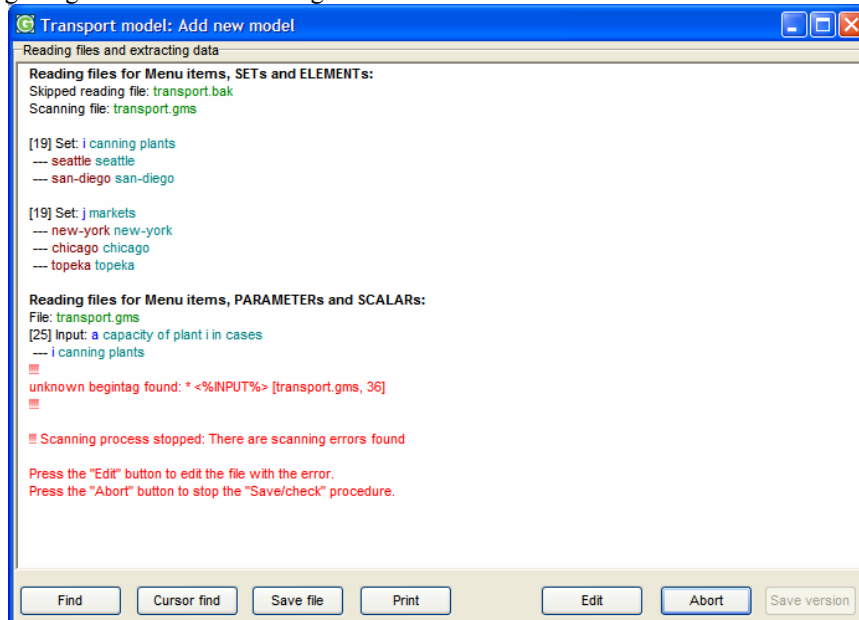 Transport model: Add new model
Reading files and extracting data
Reading files for Menu items, SETs and ELEMENTs:
Skipped reading file: transport.bak
Scanning file: transport.gms
[19] Set: i canning plants
--- seattle seattle
--- san-diego san-diego
[19] Set: j markets
--- new-york new-york
--- chicago chicago
--- topeka topeka
Reading files for Menu items, PARAMETERs and SCALARs:
File: transport.gms
[25] Input: a capacity of plant i in cases
--- i canning plants
!!!!
unknown begintag found: * <%INPUT%> [transport.gms, 36]
!!!!
!!! Scanning process stopped: There are scanning errors found
Press the "Edit" button to edit the file with the error.
Press the "Abort" button to stop the "Save/check" procedure.
Find Cursor find Save file Print Edit Abort Save version